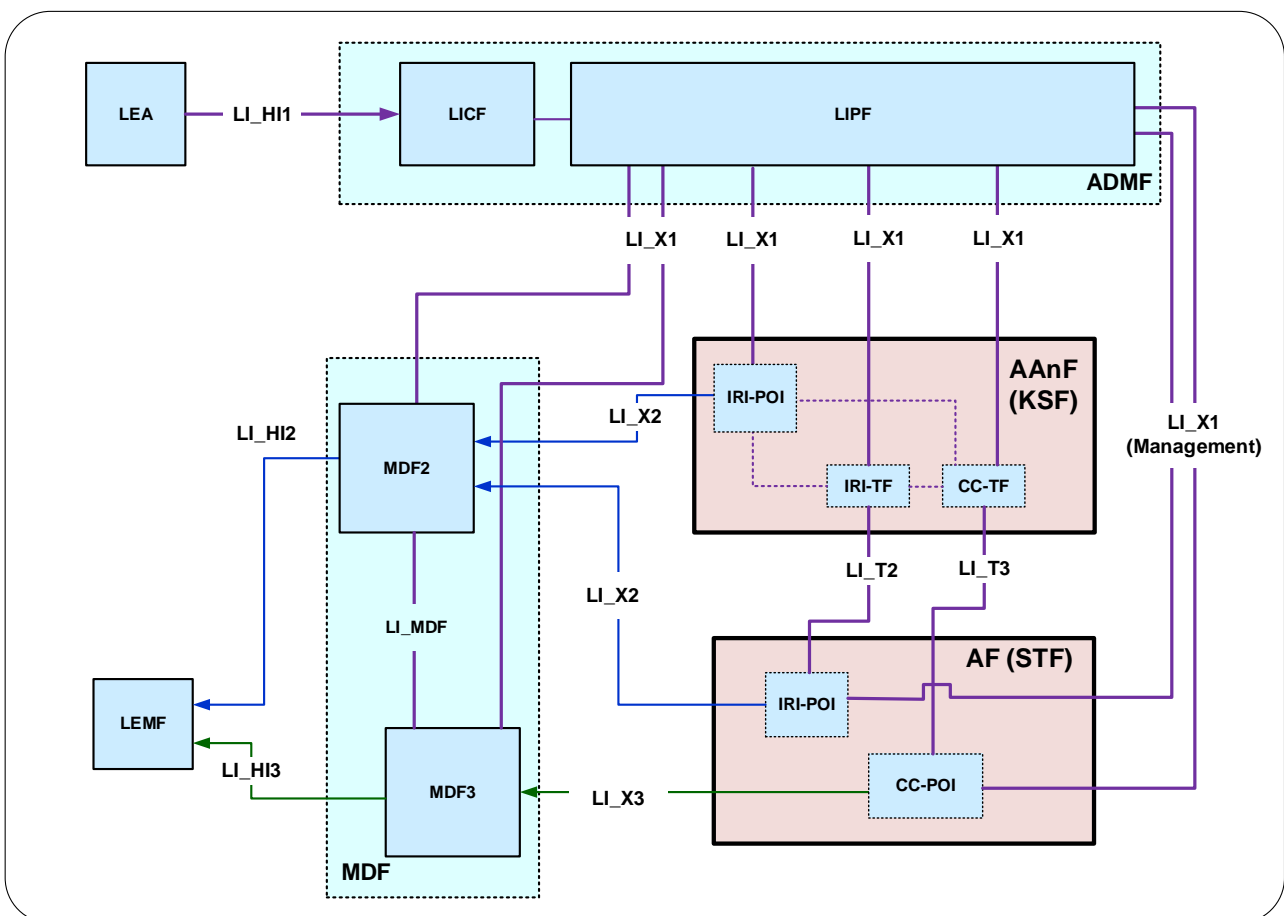 LEA
LI_HI1
LICF
LIPF
ADMF
LI_X1
LI_X1
LI_X1
LI_X1
AAnF
(KSF)
IRI-POI
LI_X2
LI_X1
(Management)
LI_HI2
MDF2
IRI-TF
CC-TF
LI_T2
LI_T3
LI_X2
LI_MDF
AF (STF)
IRI-POI
LEMF
LI_HI3
MDF3
LI_X3
CC-POI
MDF